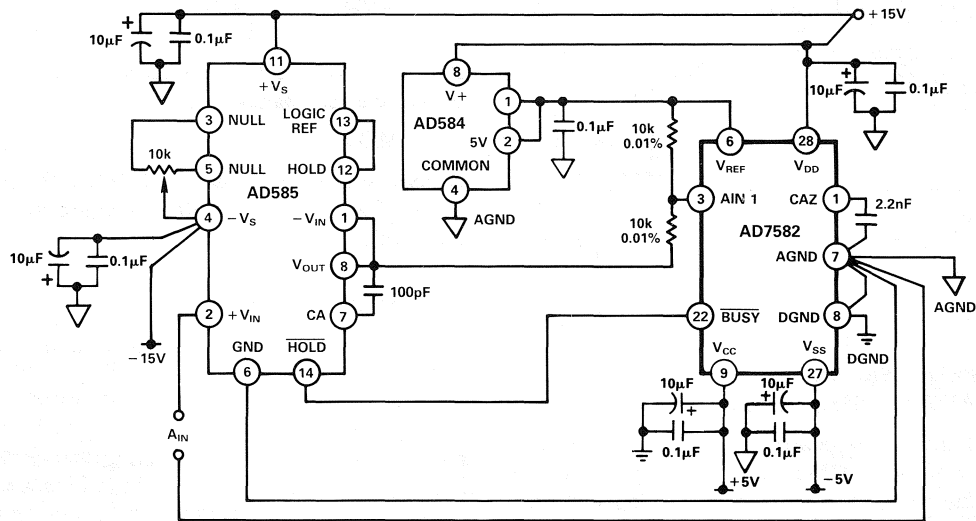 +15V
+
10μF
0.1μF
11
+VS
3
NULL
LOGIC
REF
13
10k
5
NULL
HOLD
12
AD585
4
−VS
−VIN
1
10μF
+
0.1μF
VOUT
8
100pF
2
+VIN
CA
7
−15V
GND
HOLD
6
14
AIN
8
V+
AD584
1
5V
2
COMMON
4
AGND
0.1μF
10k
0.01%
10k
0.01%
+
10μF
0.1μF
6
VREF
28
VDD
3
AIN 1
CAZ
1
2.2nF
AD7582
AGND
7
AGND
22
BUSY
DGND
8
DGND
VCC
VSS
9
27
10μF
+
0.1μF
+5V
10μF
+
0.1μF
−5V